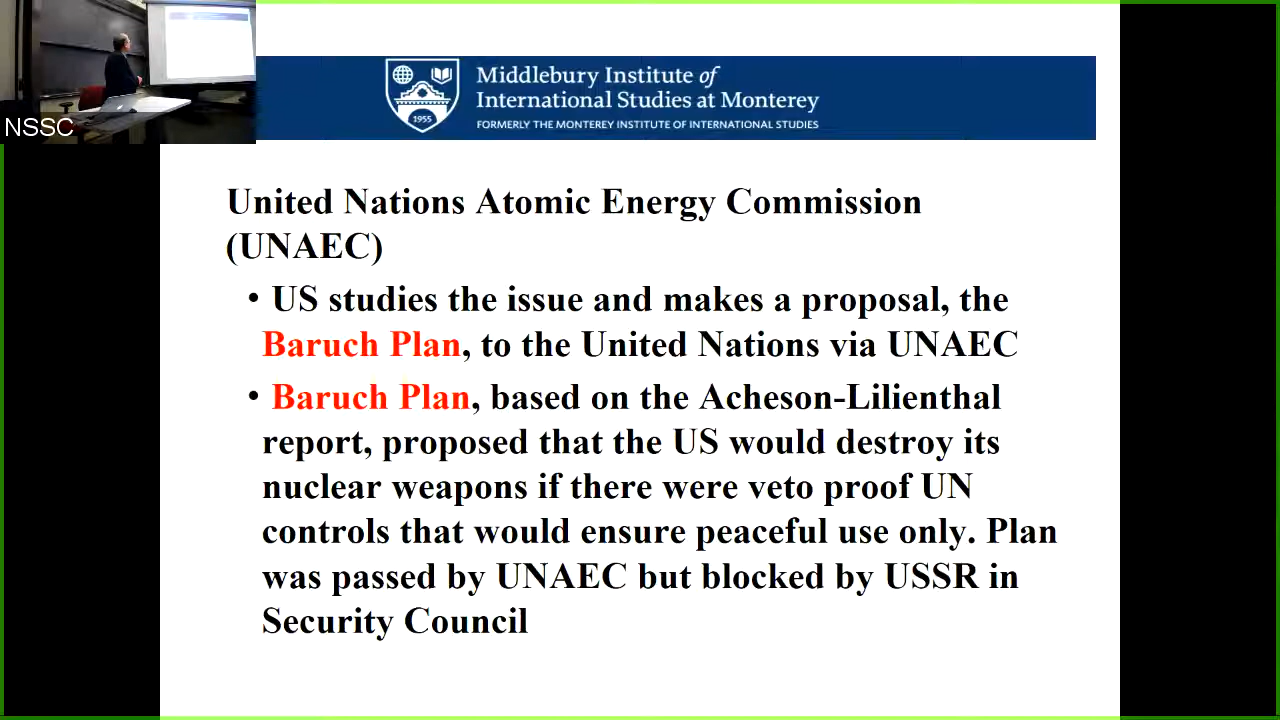 NSSC
Middlebury Institute of
International Studies at Monterey
FORMERLY THE MONTEREY INSTITUTE OF INTERNATIONAL STUDIES
1955
United Nations Atomic Energy Commission
(UNAEC)
• US studies the issue and makes a proposal, the
Baruch Plan, to the United Nations via UNAEC
• Baruch Plan, based on the Acheson-Lilienthal
report, proposed that the US would destroy its
nuclear weapons if there were veto proof UN
controls that would ensure peaceful use only. Plan
was passed by UNAEC but blocked by USSR in
Security Council